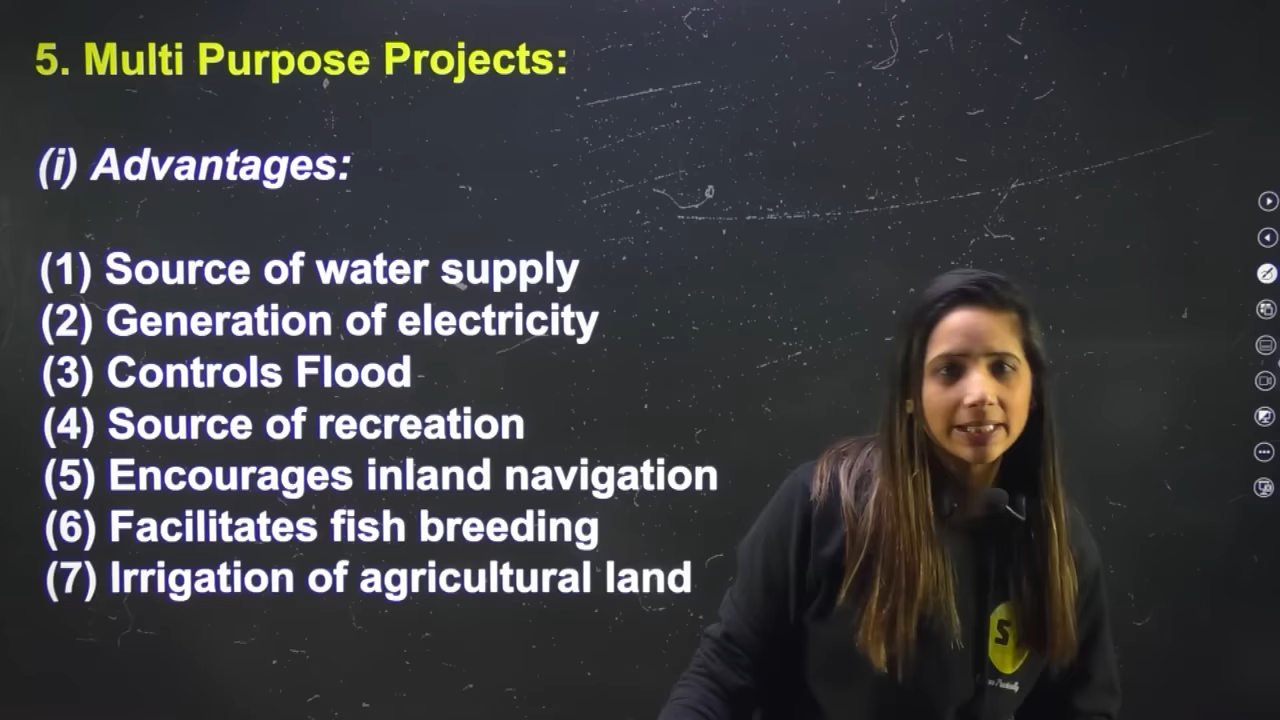 5. Multi Purpose Projects:
(i) Advantages:
(1) Source of water supply
(2) Generation of electricity
(3) Controls Flood
(4) Source of recreation
(5) Encourages inland navigation
(6) Facilitates fish breeding
(7) Irrigation of agricultural land
S